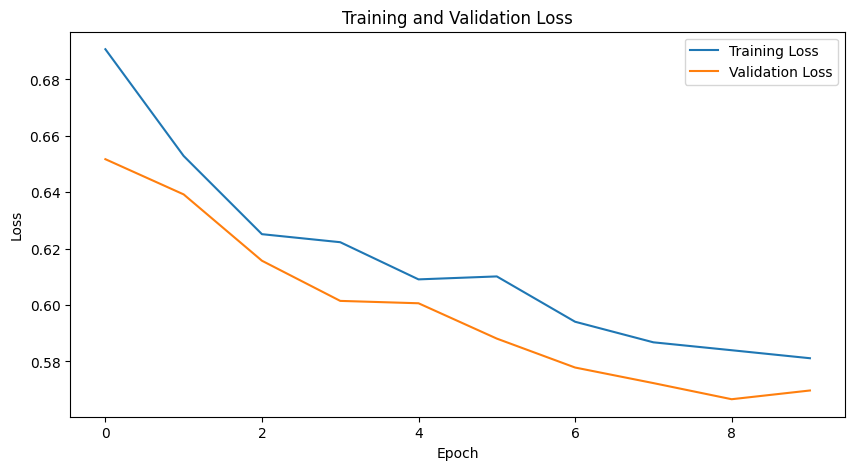 Training and Validation Loss
Training Loss
Validation Loss
0.68
0.66
0.64
0.62
0.60
0.58
Loss
0 2 4 6 8
Epoch